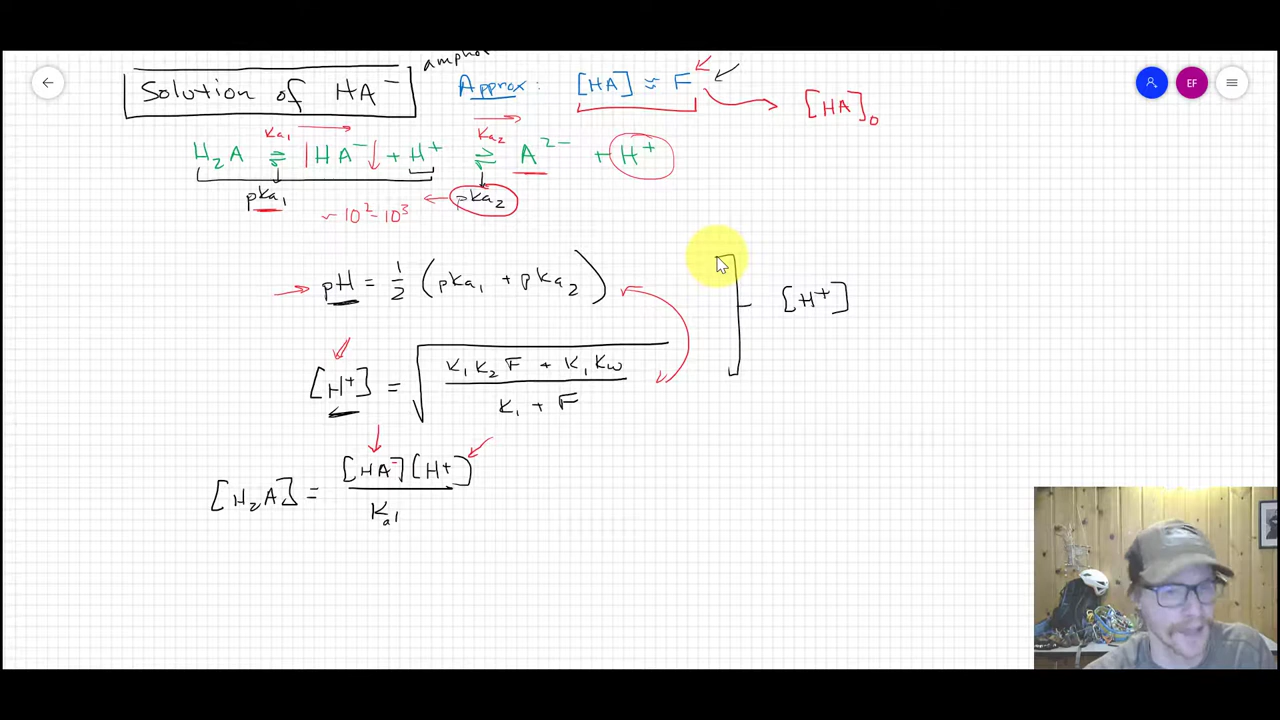 amphot
Solution of HA⁻
Approx: [HA] ≈ F
[HA]₀
Ka₁
Ka₂
H₂A ⇌ HA⁻ + H⁺ ⇌ A²⁻ + H⁺
pka₁
~10²-10³
pka₂
pH = ½ (pka₁ + pka₂)
[H⁺]
[H⁺] = √((K₁K₂F + K₁Kw) / (K₁ + F))
[H₂A] = [HA⁻][H⁺] / Ka1
EF